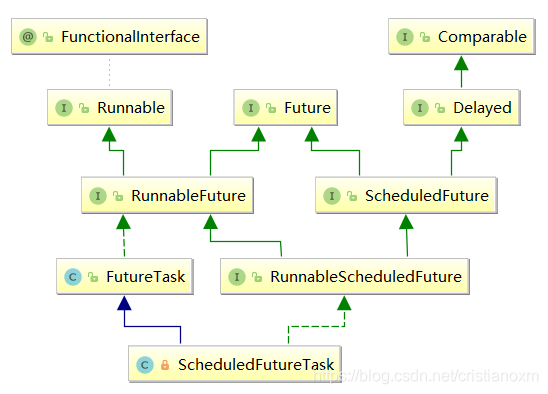 @ FunctionalInterface
I Comparable
I Runnable
I Future
I Delayed
I RunnableFuture
I ScheduledFuture
C FutureTask
I RunnableScheduledFuture
C ScheduledFutureTask
https://blog.csdn.net/cristianoxm